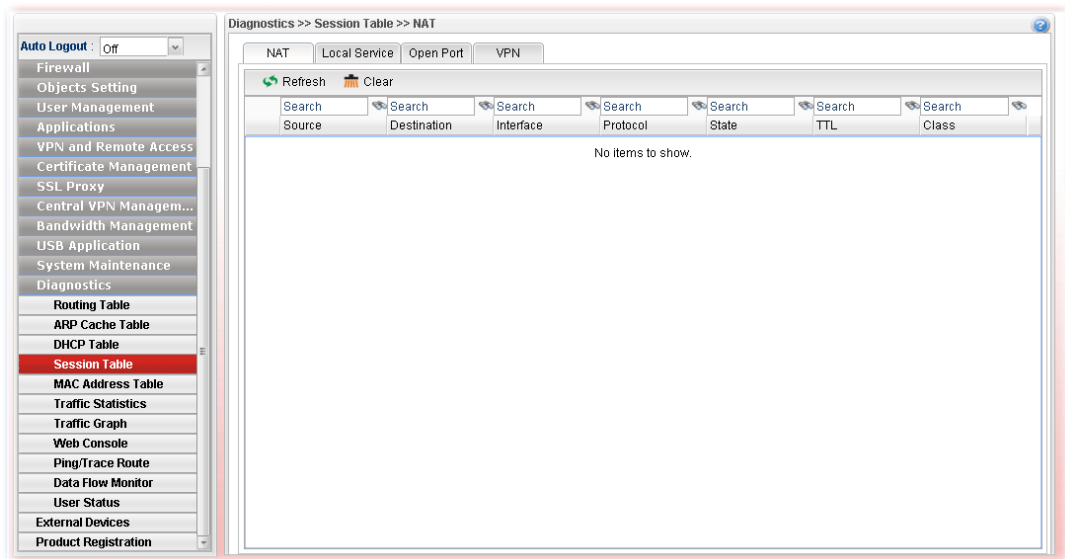 Diagnostics >> Session Table >> NAT
Auto Logout : Off
Firewall
Objects Setting
User Management
Applications
VPN and Remote Access
Certificate Management
SSL Proxy
Central VPN Managem...
Bandwidth Management
USB Application
System Maintenance
Diagnostics
Routing Table
ARP Cache Table
DHCP Table
Session Table
MAC Address Table
Traffic Statistics
Traffic Graph
Web Console
Ping/Trace Route
Data Flow Monitor
User Status
External Devices
Product Registration
NAT Local Service Open Port VPN
Refresh Clear
Search Search Search Search Search Search Search
Source Destination Interface Protocol State TTL Class
No items to show.